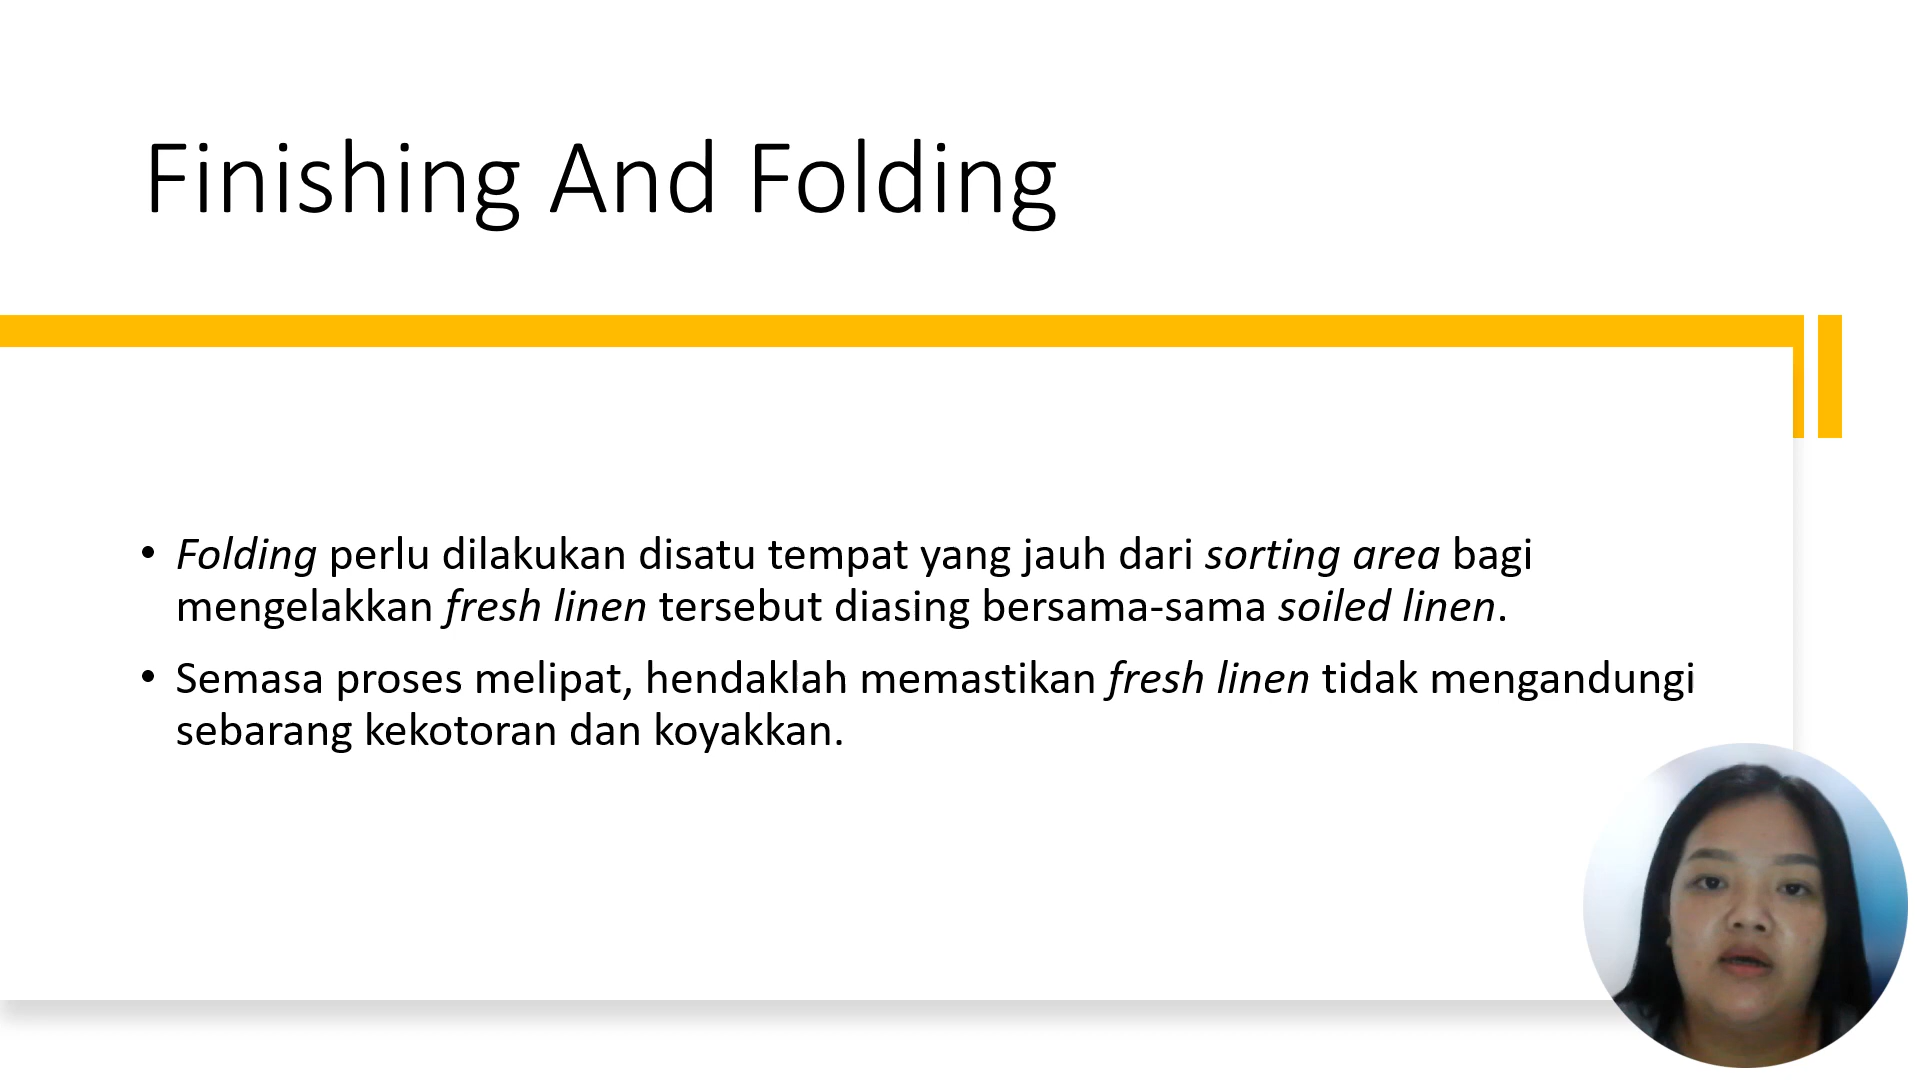 Finishing And Folding
• Folding perlu dilakukan disatu tempat yang jauh dari sorting area bagi
mengelakkan fresh linen tersebut diasing bersama-sama soiled linen.
• Semasa proses melipat, hendaklah memastikan fresh linen tidak mengandungi
sebarang kekotoran dan koyakkan.